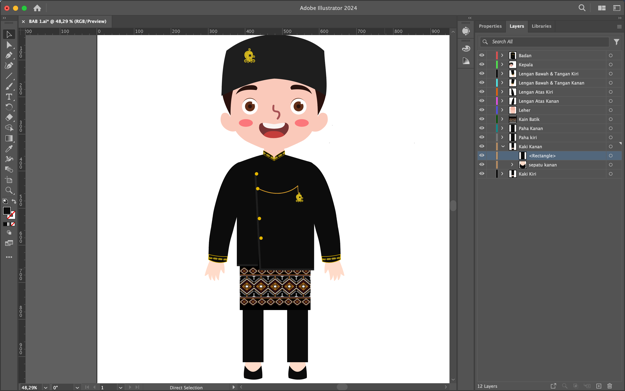 Adobe Illustrator 2024
× BAB 1.ai* @ 48,29 % (RGB/Preview)
Properties Layers Libraries
Search All
Badan
Kepala
Lengan Bawah & Tangan Kiri
Lengan Bawah & Tangan Kanan
Lengan Atas Kiri
Lengan Atas Kanan
Leher
Kain Batik
Paha Kanan
Paha kiri
Kaki Kanan
<Rectangle>
sepatu kanan
Kaki Kiri
48,29% 0° 1 Direct Selection
12 Layers